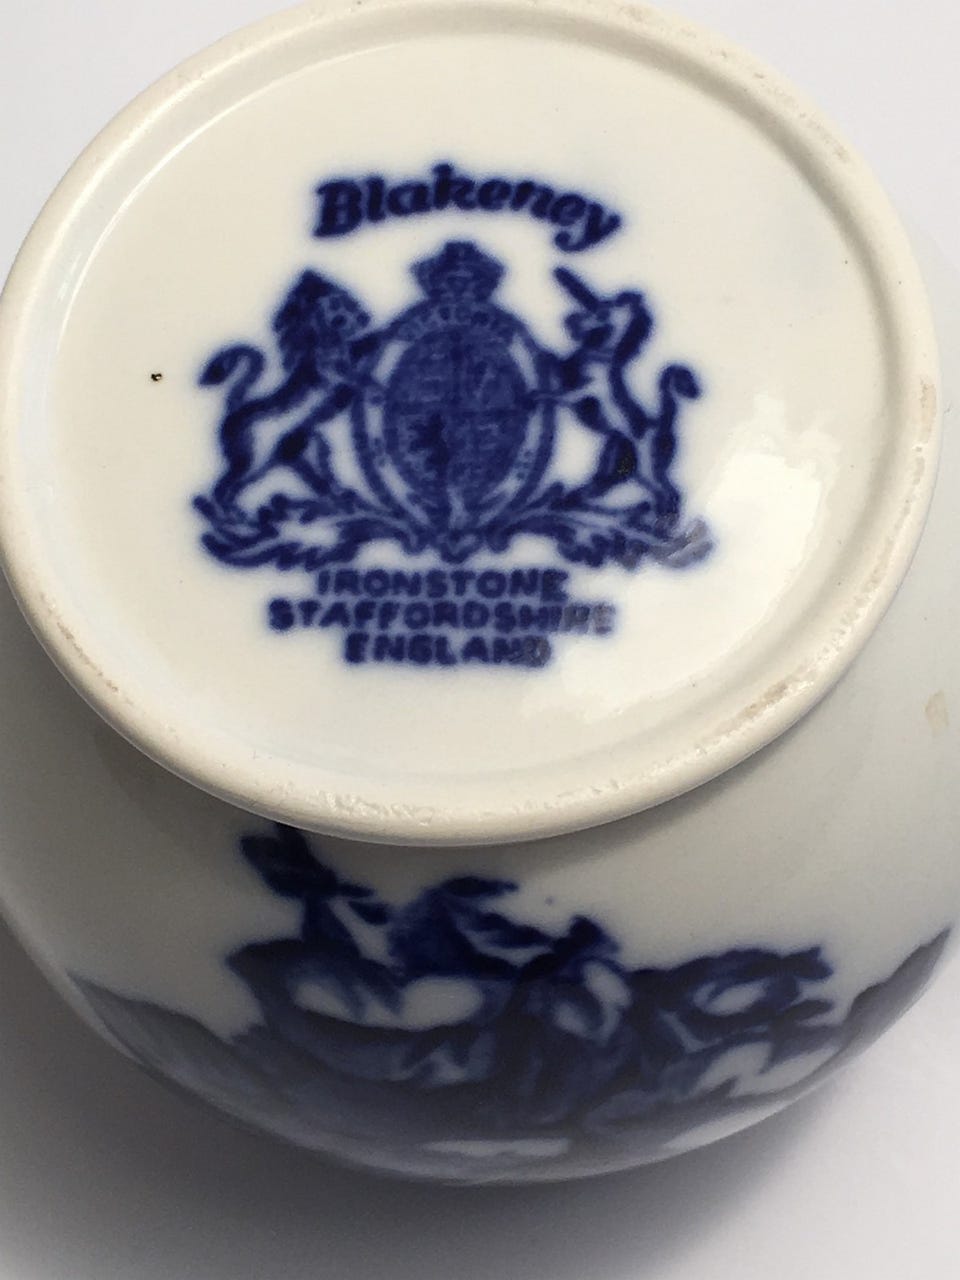 Blakeney
IRONSTONE
STAFFORDSHIRE
ENGLAND